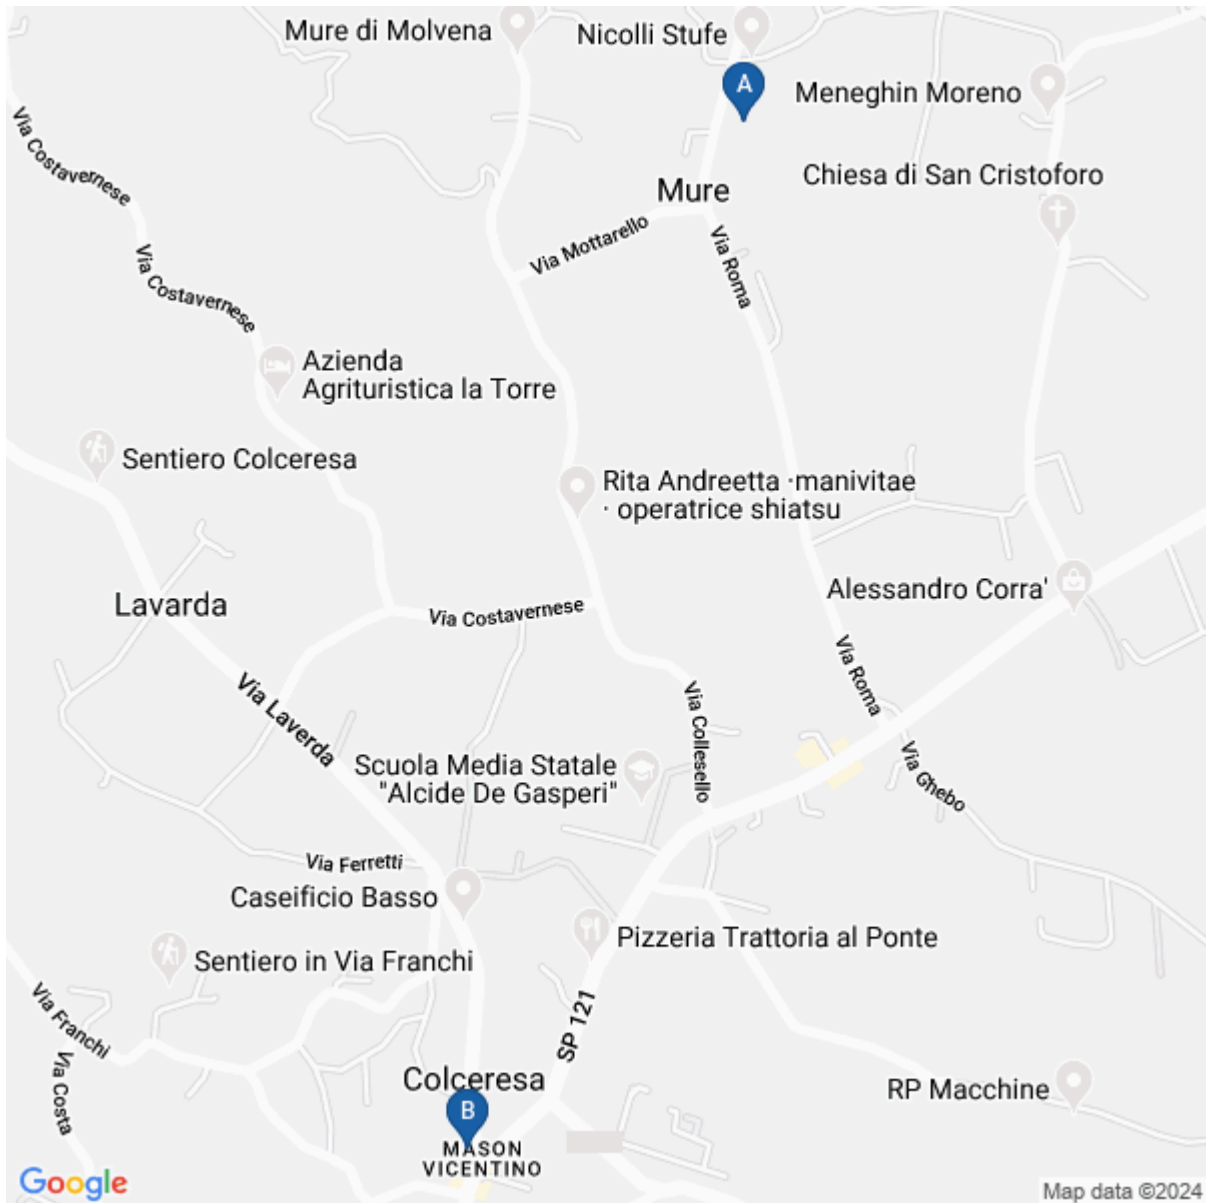 Mure di Molvena
Nicolli Stufe
A
Meneghin Moreno
Via Costavernese
Chiesa di San Cristoforo
Mure
Via Mottarello
Via Roma
Via Costavernese
Azienda
Agrituristica la Torre
Sentiero Colceresa
Rita Andreetta ·manivitae
· operatrice shiatsu
Alessandro Corra'
Lavarda
Via Costavernese
Via Roma
Via Laverda
Via Collesello
Via Ghebo
Scuola Media Statale
"Alcide De Gasperi"
Via Ferretti
Caseificio Basso
Pizzeria Trattoria al Ponte
Sentiero in Via Franchi
Via Franchi
SP 121
Via Costa
Colceresa
RP Macchine
B
MASON
VICENTINO
Google
Map data ©2024